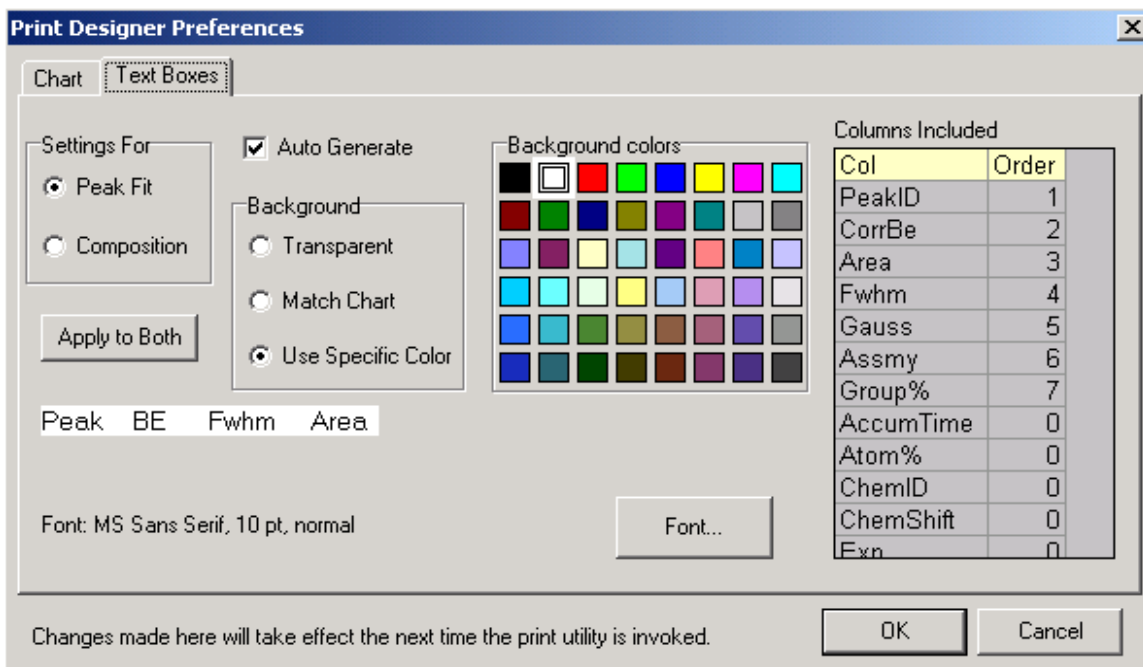 Print Designer Preferences
Chart
Text Boxes
Settings For
Peak Fit
Composition
Apply to Both
Auto Generate
Background
Transparent
Match Chart
Use Specific Color
Background colors
Columns Included
Col Order
PeakID 1
CorrBe 2
Area 3
Fwhm 4
Gauss 5
Assmy 6
Group% 7
AccumTime 0
Atom% 0
ChemID 0
ChemShift 0
Exp 0
Peak BE Fwhm Area
Font: MS Sans Serif, 10 pt, normal
Font...
Changes made here will take effect the next time the print utility is invoked.
OK
Cancel